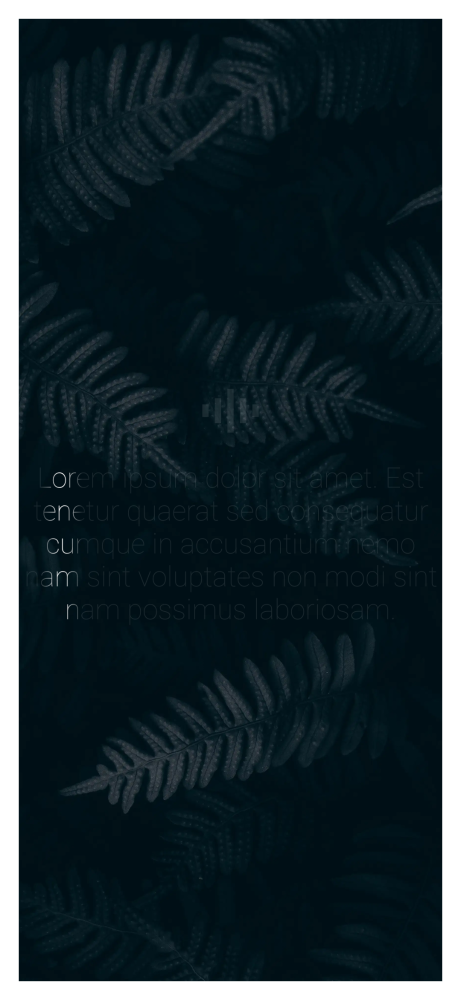 Lorem ipsum dolor sit amet. Est
tenetur quaerat sed consequatur
cumque in accusantium nemo
nam sint voluptates non modi sint
nam possimus laboriosam.